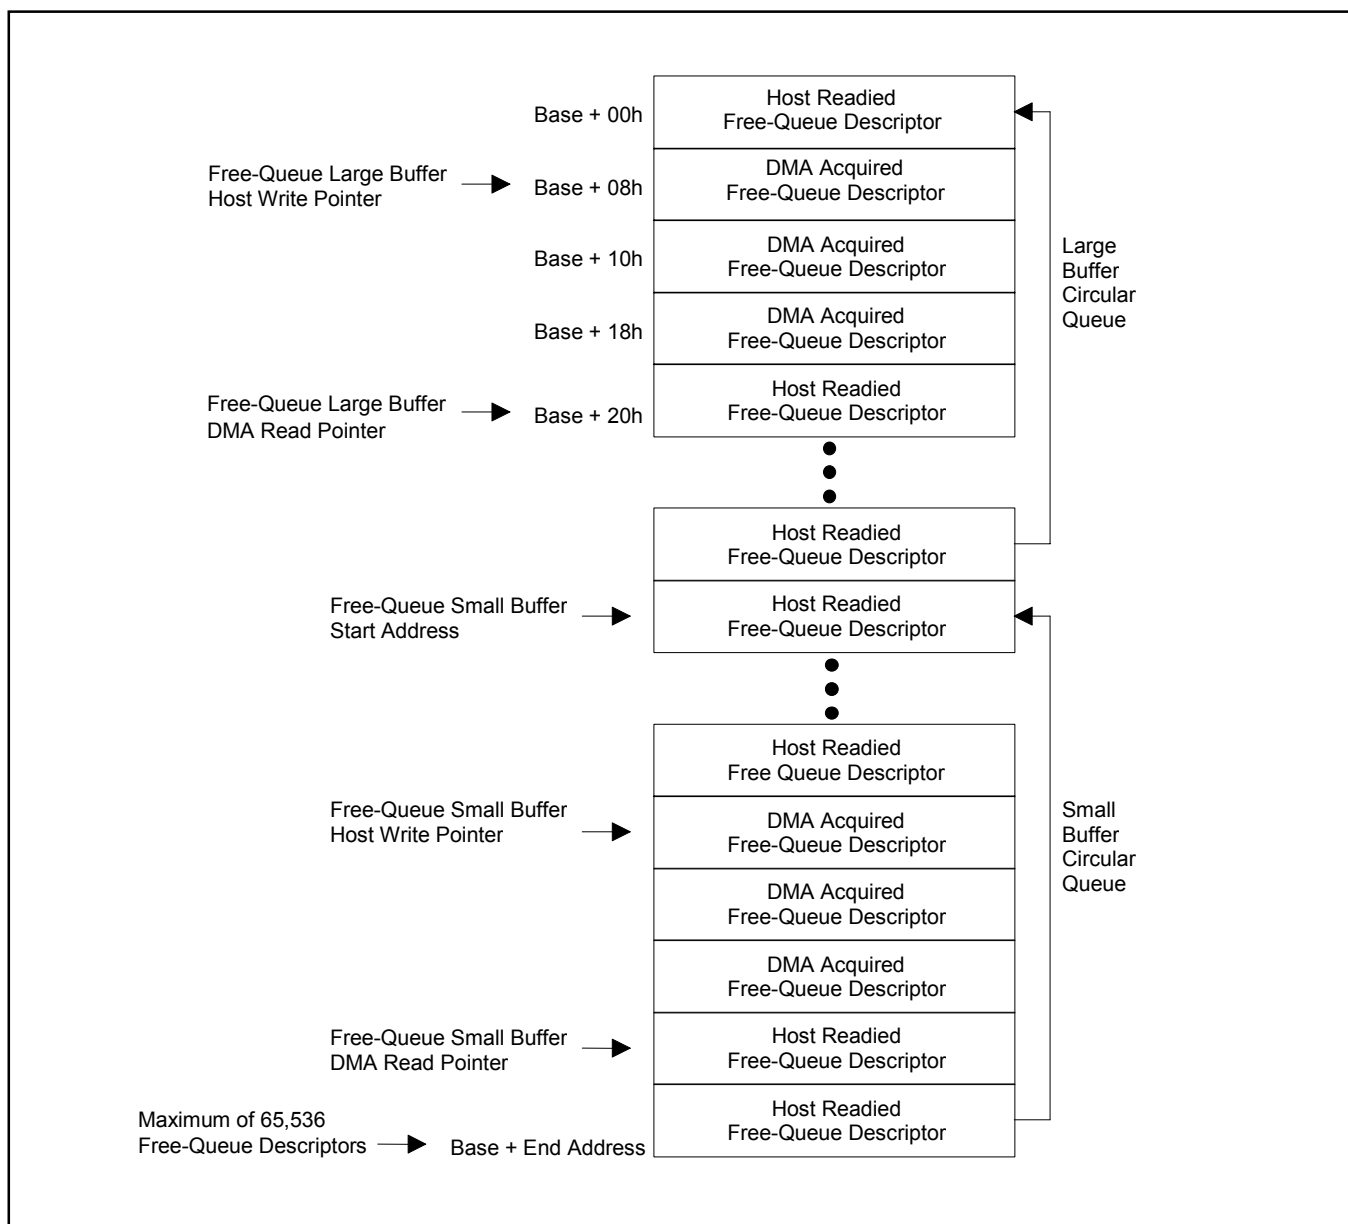 Base + 00h
Host Readied
Free-Queue Descriptor
Free-Queue Large Buffer
Host Write Pointer
Base + 08h
DMA Acquired
Free-Queue Descriptor
Base + 10h
DMA Acquired
Free-Queue Descriptor
Large
Buffer
Circular
Queue
Base + 18h
DMA Acquired
Free-Queue Descriptor
Free-Queue Large Buffer
DMA Read Pointer
Base + 20h
Host Readied
Free-Queue Descriptor
Host Readied
Free-Queue Descriptor
Free-Queue Small Buffer
Start Address
Host Readied
Free-Queue Descriptor
Host Readied
Free Queue Descriptor
Free-Queue Small Buffer
Host Write Pointer
DMA Acquired
Free-Queue Descriptor
Small
Buffer
Circular
Queue
DMA Acquired
Free-Queue Descriptor
DMA Acquired
Free-Queue Descriptor
Free-Queue Small Buffer
DMA Read Pointer
Host Readied
Free-Queue Descriptor
Maximum of 65,536
Free-Queue Descriptors
Base + End Address
Host Readied
Free-Queue Descriptor